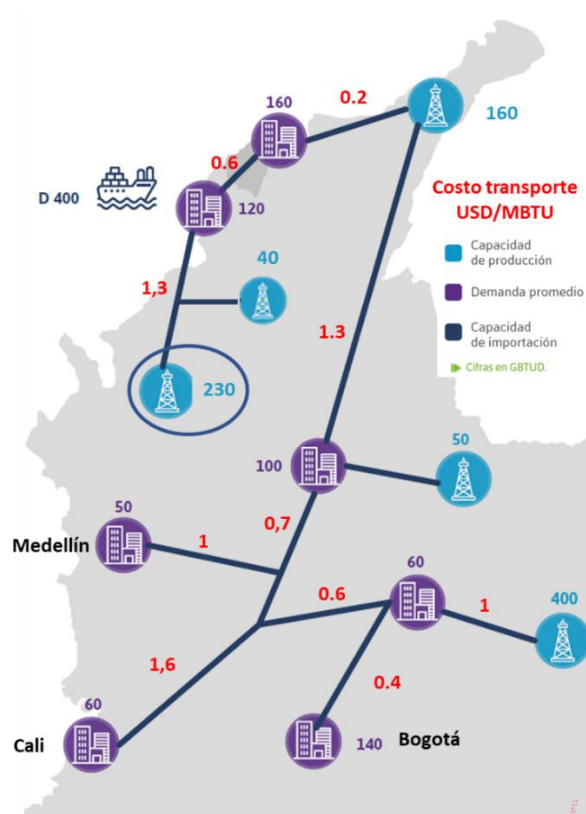 0.2
160
160
0.6
D 400
120
Costo transporte
USD/MBTU
Capacidad
de producción
40
1,3
Demanda promedio
Capacidad
de importación
1.3
Cifras en GBTUD.
230
100
50
50
0,7
Medellín
1
60
0.6
1
400
1,6
0.4
60
Cali
140
Bogotá